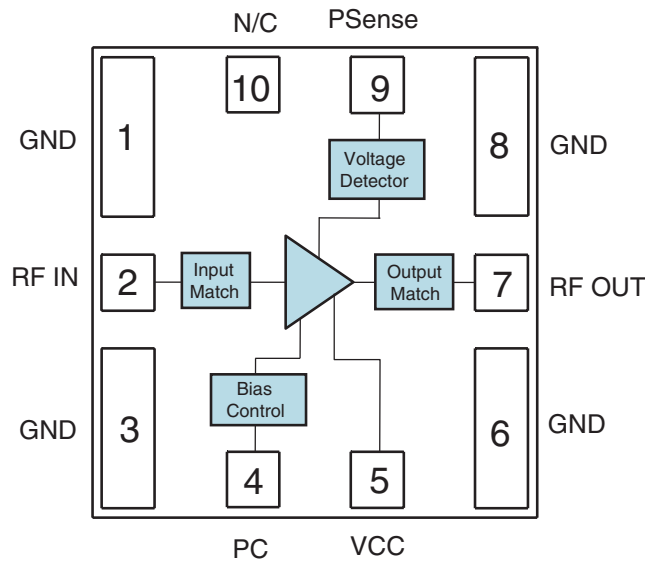 N/C PSense
10 9
1 8
GND GND
Voltage
Detector
RF IN 2 Input
Match Output
Match 7 RF OUT
Bias
Control
GND 3 6 GND
4 5
PC VCC